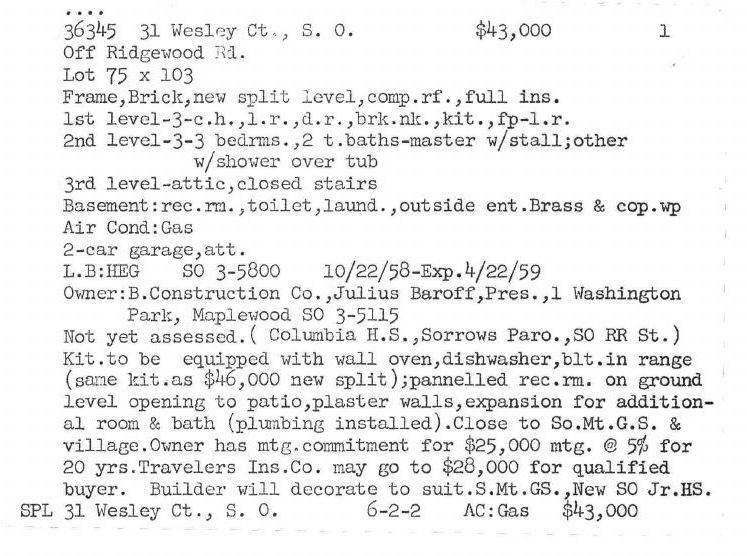 ....
36345 31 Wesley Ct., S. O. $43,000 1
Off Ridgewood Rd.
Lot 75 x 103
Frame,Brick,new split level,comp.rf.,full ins.
1st level-3-c.h.,l.r.,d.r.,brk.nk.,kit.,fp-l.r.
2nd level-3-3 bedrms.,2 t.baths-master w/stall;other
w/shower over tub
3rd level-attic,closed stairs
Basement:rec.rm.,toilet,laund.,outside ent.Brass & cop.wp
Air Cond:Gas
2-car garage,att.
L.B:HEG SO 3-5800 10/22/58-Exp.4/22/59
Owner:B.Construction Co.,Julius Baroff,Pres.,1 Washington
Park, Maplewood SO 3-5115
Not yet assessed.( Columbia H.S.,Sorrows Paro.,SO RR St.)
Kit.to be equipped with wall oven,dishwasher,blt.in range
(same kit.as $46,000 new split);pannelled rec.rm. on ground
level opening to patio,plaster walls,expansion for addition-
al room & bath (plumbing installed).Close to So.Mt.G.S. &
village.Owner has mtg.commitment for $25,000 mtg. @ 5% for
20 yrs.Travelers Ins.Co. may go to $28,000 for qualified
buyer. Builder will decorate to suit.S.Mt.GS.,New SO Jr.HS.
SPL 31 Wesley Ct., S. O. 6-2-2 AC:Gas $43,000